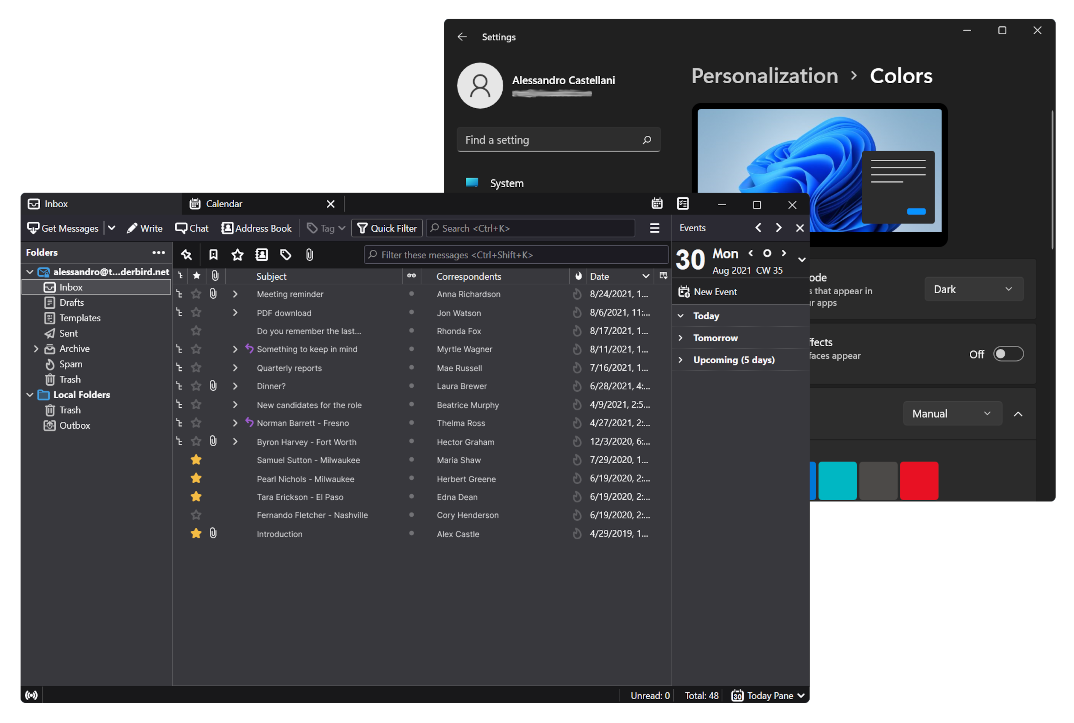 Settings
Alessandro Castellani
Find a setting
System
Personalization > Colors
ode
s that appear in
ur apps
Dark
ffects
faces appear
Off
Manual
Inbox
Calendar
Get Messages
Write
Chat
Address Book
Tag
Quick Filter
Search <Ctrl+K>
Folders
alessandro@t...derbird.net
Inbox
Drafts
Templates
Sent
Archive
Spam
Trash
Local Folders
Trash
Outbox
Filter these messages <Ctrl+Shift+K>
Subject Correspondents Date
Meeting reminder Anna Richardson 8/24/2021, 1...
PDF download Jon Watson 8/6/2021, 11:...
Do you remember the last... Rhonda Fox 8/17/2021, 1...
Something to keep in mind Myrtle Wagner 8/11/2021, 1...
Quarterly reports Mae Russell 7/16/2021, 1...
Dinner? Laura Brewer 6/28/2021, 4:...
New candidates for the role Beatrice Murphy 4/9/2021, 2:5...
Norman Barrett - Fresno Thelma Ross 4/27/2021, 2:...
Byron Harvey - Fort Worth Hector Graham 12/3/2020, 6:...
Samuel Sutton - Milwaukee Maria Shaw 7/29/2020, 1...
Pearl Nichols - Milwaukee Herbert Greene 6/19/2020, 2:...
Tara Erickson - El Paso Edna Dean 6/19/2020, 2:...
Fernando Fletcher - Nashville Cory Henderson 6/19/2020, 2:...
Introduction Alex Castle 4/29/2019, 1...
Events
30 Mon
Aug 2021 CW 35
New Event
Today
Tomorrow
Upcoming (5 days)
Unread: 0 Total: 48 30 Today Pane